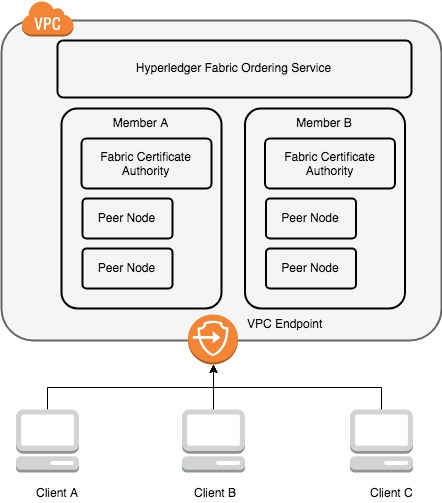 VPC
Hyperledger Fabric Ordering Service
Member A
Fabric Certificate
Authority
Peer Node
Peer Node
Member B
Fabric Certificate
Authority
Peer Node
Peer Node
VPC Endpoint
Client A
Client B
Client C